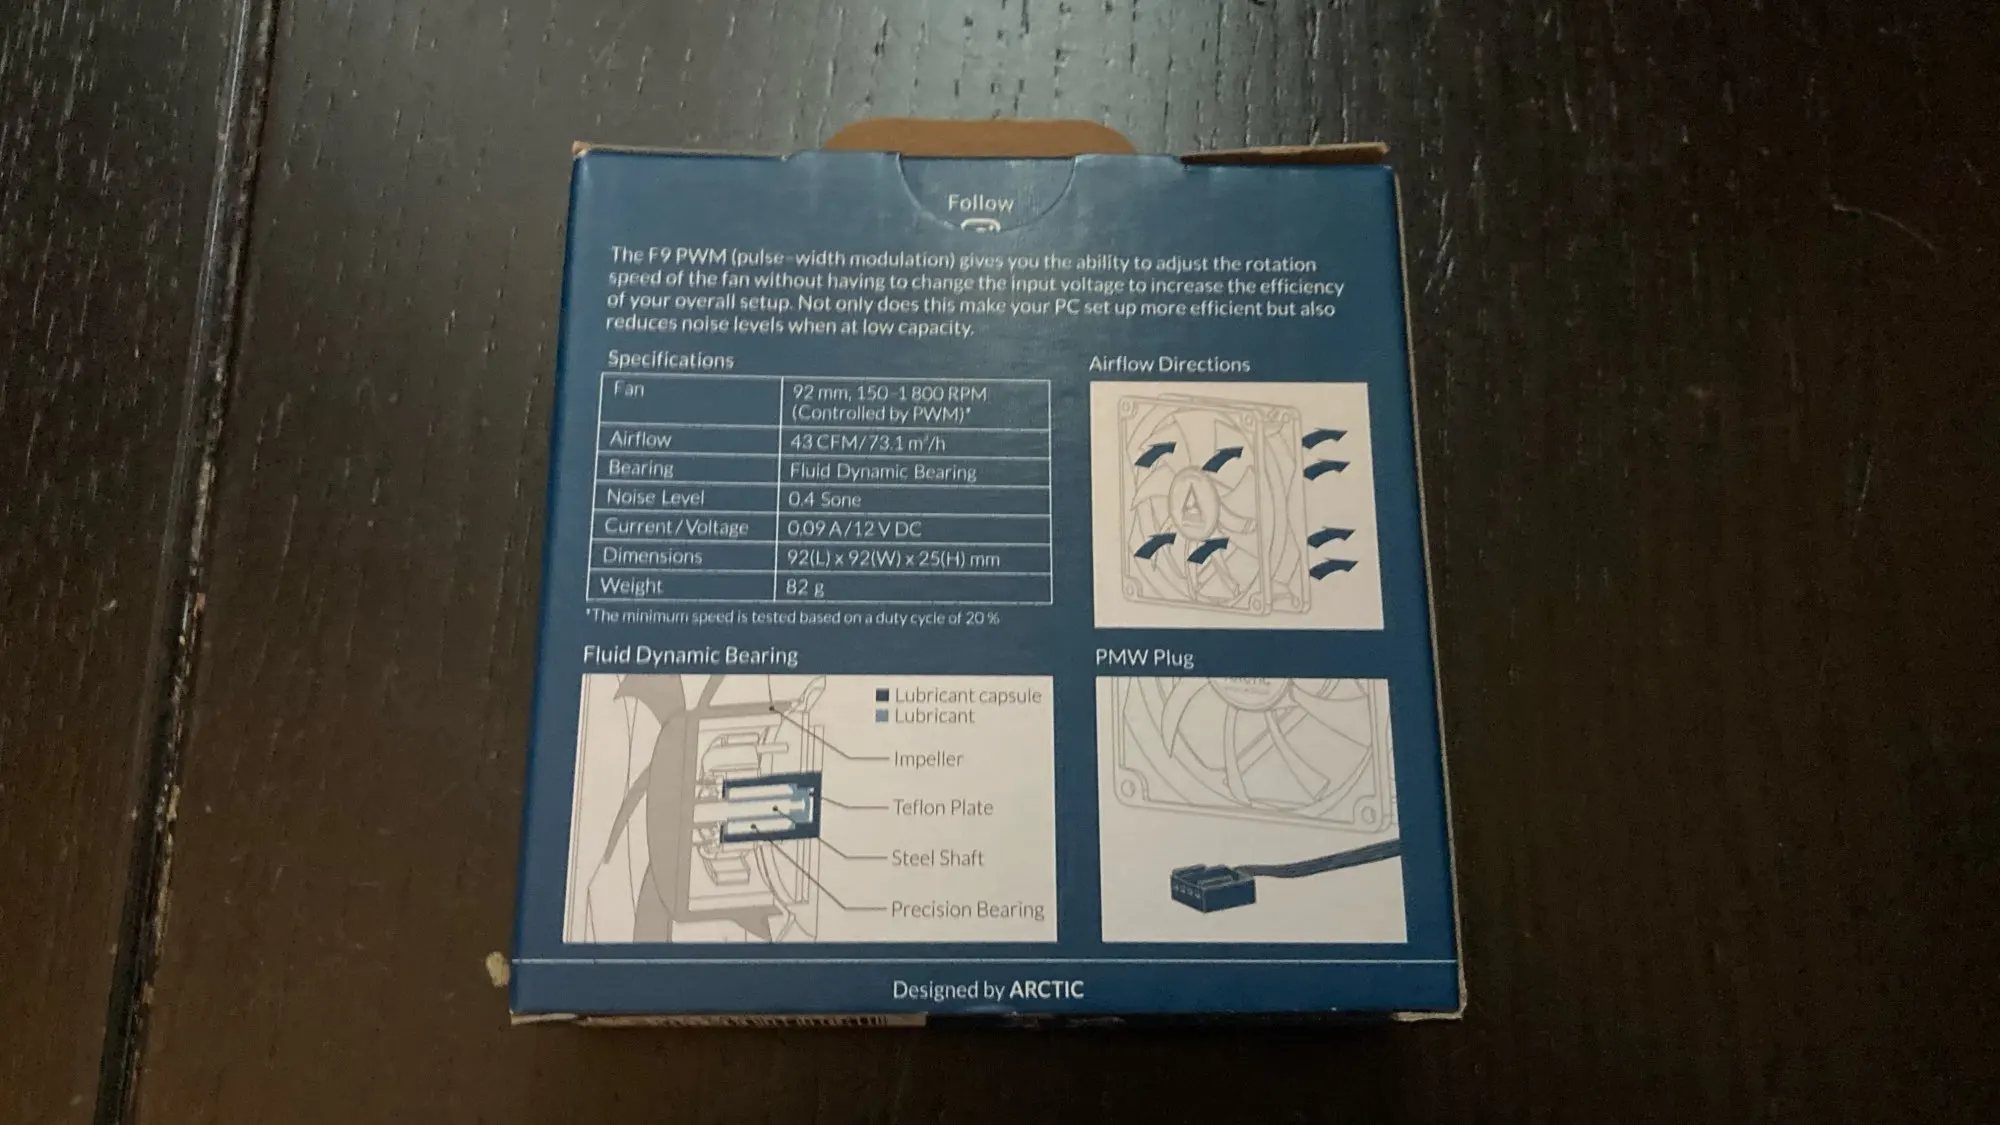 Follow
The F9 PWM (pulse-width modulation) gives you the ability to adjust the rotation
speed of the fan without having to change the input voltage to increase the efficiency
of your overall setup. Not only does this make your PC set up more efficient but also
reduces noise levels when at low capacity.
Specifications
Fan
92 mm, 150-1 800 RPM
(Controlled by PWM)*
Airflow
43 CFM/73.1 m³/h
Bearing
Fluid Dynamic Bearing
Noise Level
0.4 Sone
Current/Voltage
0.09 A/12 V DC
Dimensions
92(L) x 92(W) x 25(H) mm
Weight
82 g
*The minimum speed is tested based on a duty cycle of 20 %
Airflow Directions
Fluid Dynamic Bearing
Lubricant capsule
Lubricant
Impeller
Teflon Plate
Steel Shaft
Precision Bearing
PMW Plug
ARCTIC
Designed by ARCTIC